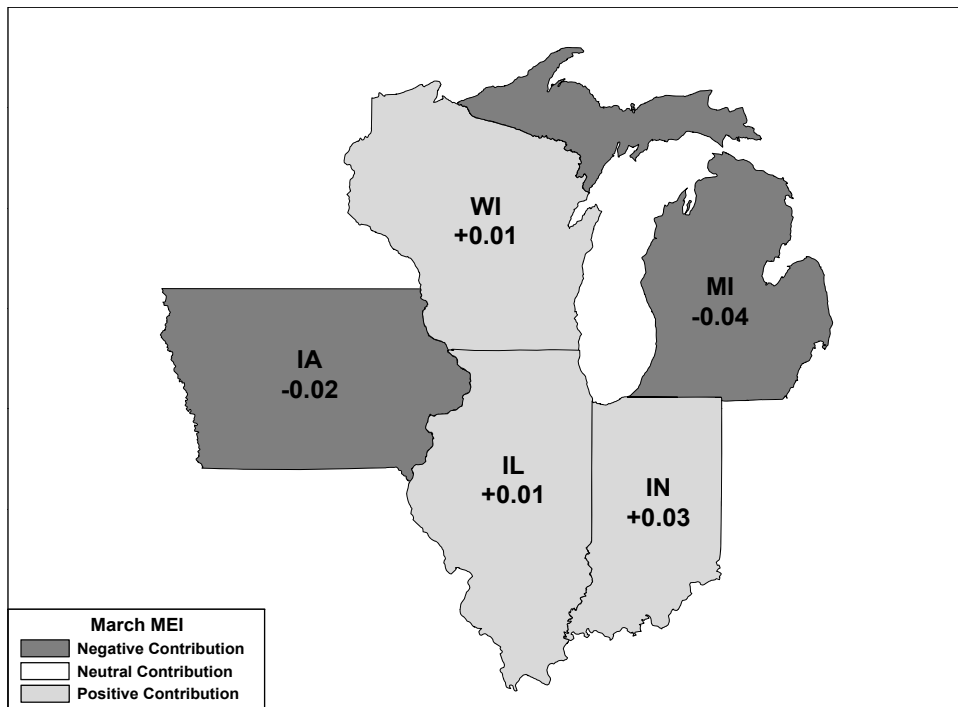 WI
+0.01
MI
-0.04
IA
-0.02
IL
+0.01
IN
+0.03
March MEI
Negative Contribution
Neutral Contribution
Positive Contribution